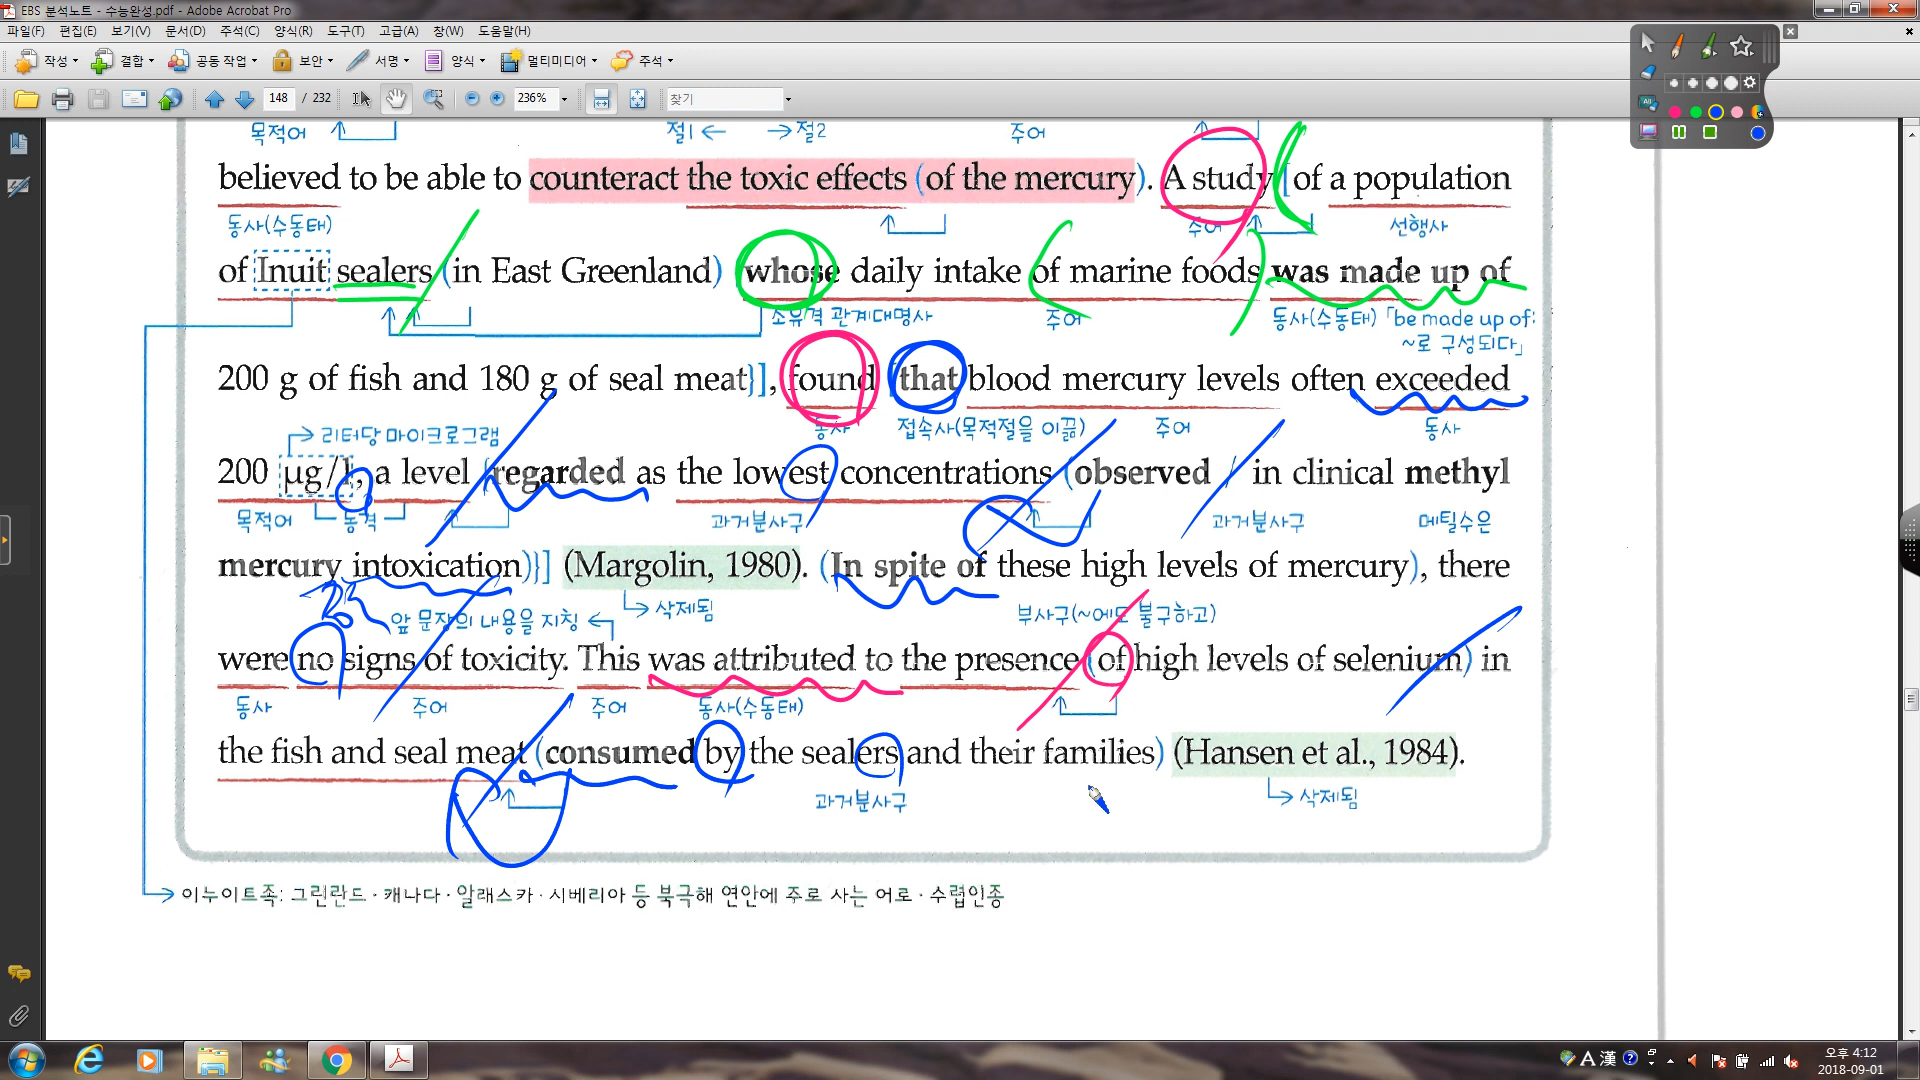 EBS 분석노트 - 수능완성.pdf - Adobe Acrobat Pro
파일(F) 편집(E) 보기(V) 문서(D) 주석(C) 양식(R) 도구(T) 고급(A) 창(W) 도움말(H)
작성 결합 공동 작업 보안 서명 양식 멀티미디어 주석
148 / 232 236% 찾기
목적어 절1 ← → 절2 주어
believed to be able to counteract the toxic effects (of the mercury). A study [of a population
동사(수동태) 주어 선행사
of Inuit sealers (in East Greenland) whose daily intake of marine foods was made up of
소유격 관계대명사 주어 동사(수동태) 「be made up of:
~로 구성되다」
200 g of fish and 180 g of seal meat}], found [that blood mercury levels often exceeded
리터당 마이크로그램 동사 접속사(목적절을 이끎) 주어 동사
200 µg/l, a level (regarded as the lowest concentrations (observed / in clinical methyl
목적어 동격 과거분사구 과거분사구 메틸수은
mercury intoxication)}] (Margolin, 1980). (In spite of these high levels of mercury), there
앞 문장의 내용을 지칭 삭제됨 부사구(~에도 불구하고)
were no signs of toxicity. This was attributed to the presence (of high levels of selenium) in
동사 주어 주어 동사(수동태)
the fish and seal meat (consumed by the sealers and their families) (Hansen et al., 1984).
과거분사구 삭제됨
이누이트족: 그린란드 · 캐나다 · 알래스카 · 시베리아 등 북극해 연안에 주로 사는 어로 · 수렵인종
A 漢
오후 4:12
2018-09-01